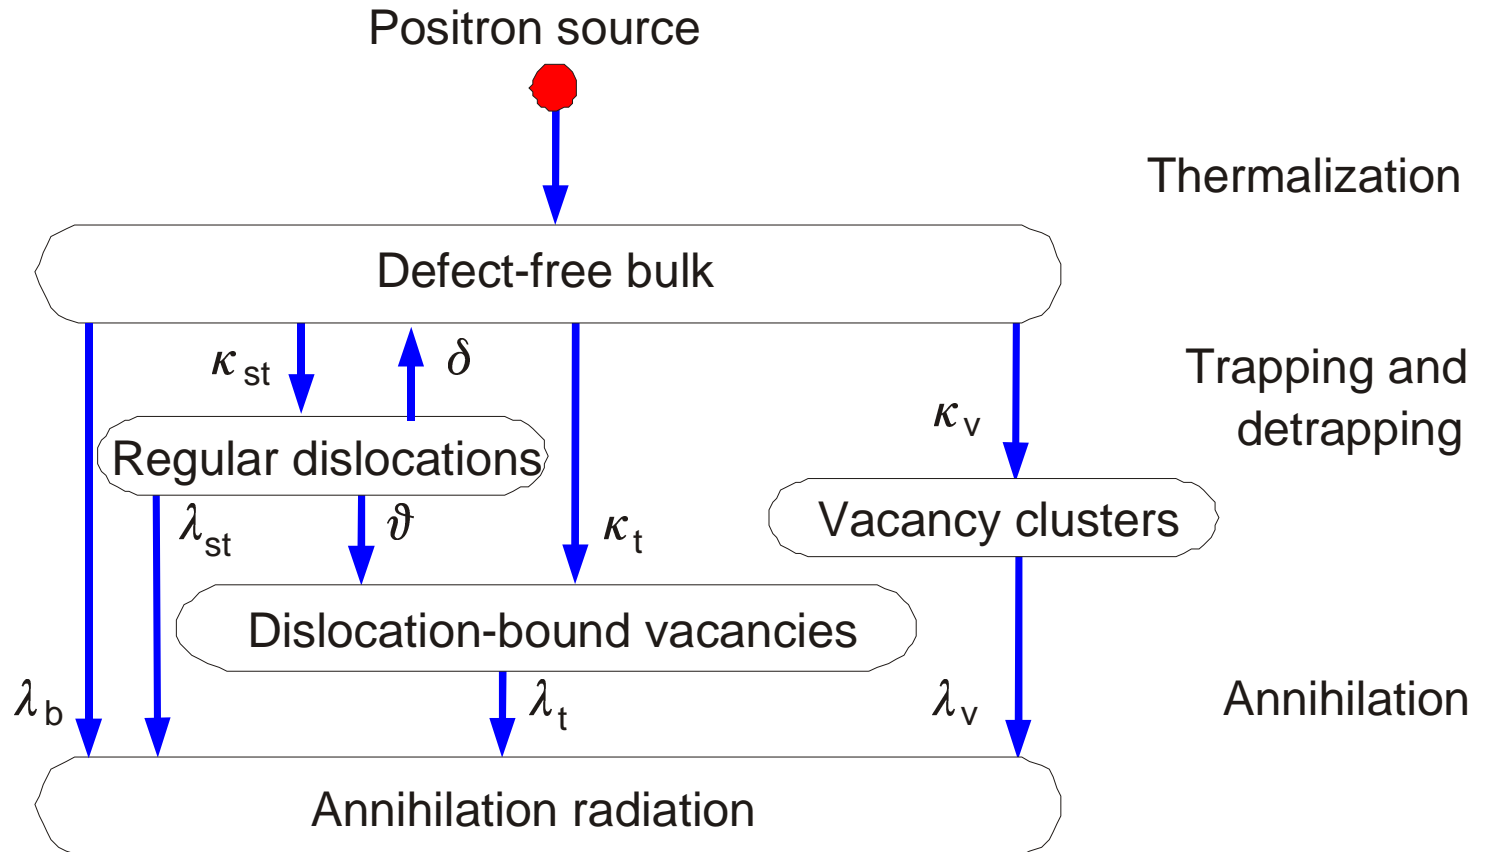 Positron source
Thermalization
Defect-free bulk
κst
δ
Trapping and
detrapping
κv
Regular dislocations
λst
ϑ
κt
Vacancy clusters
Dislocation-bound vacancies
λb
λt
λv
Annihilation
Annihilation radiation